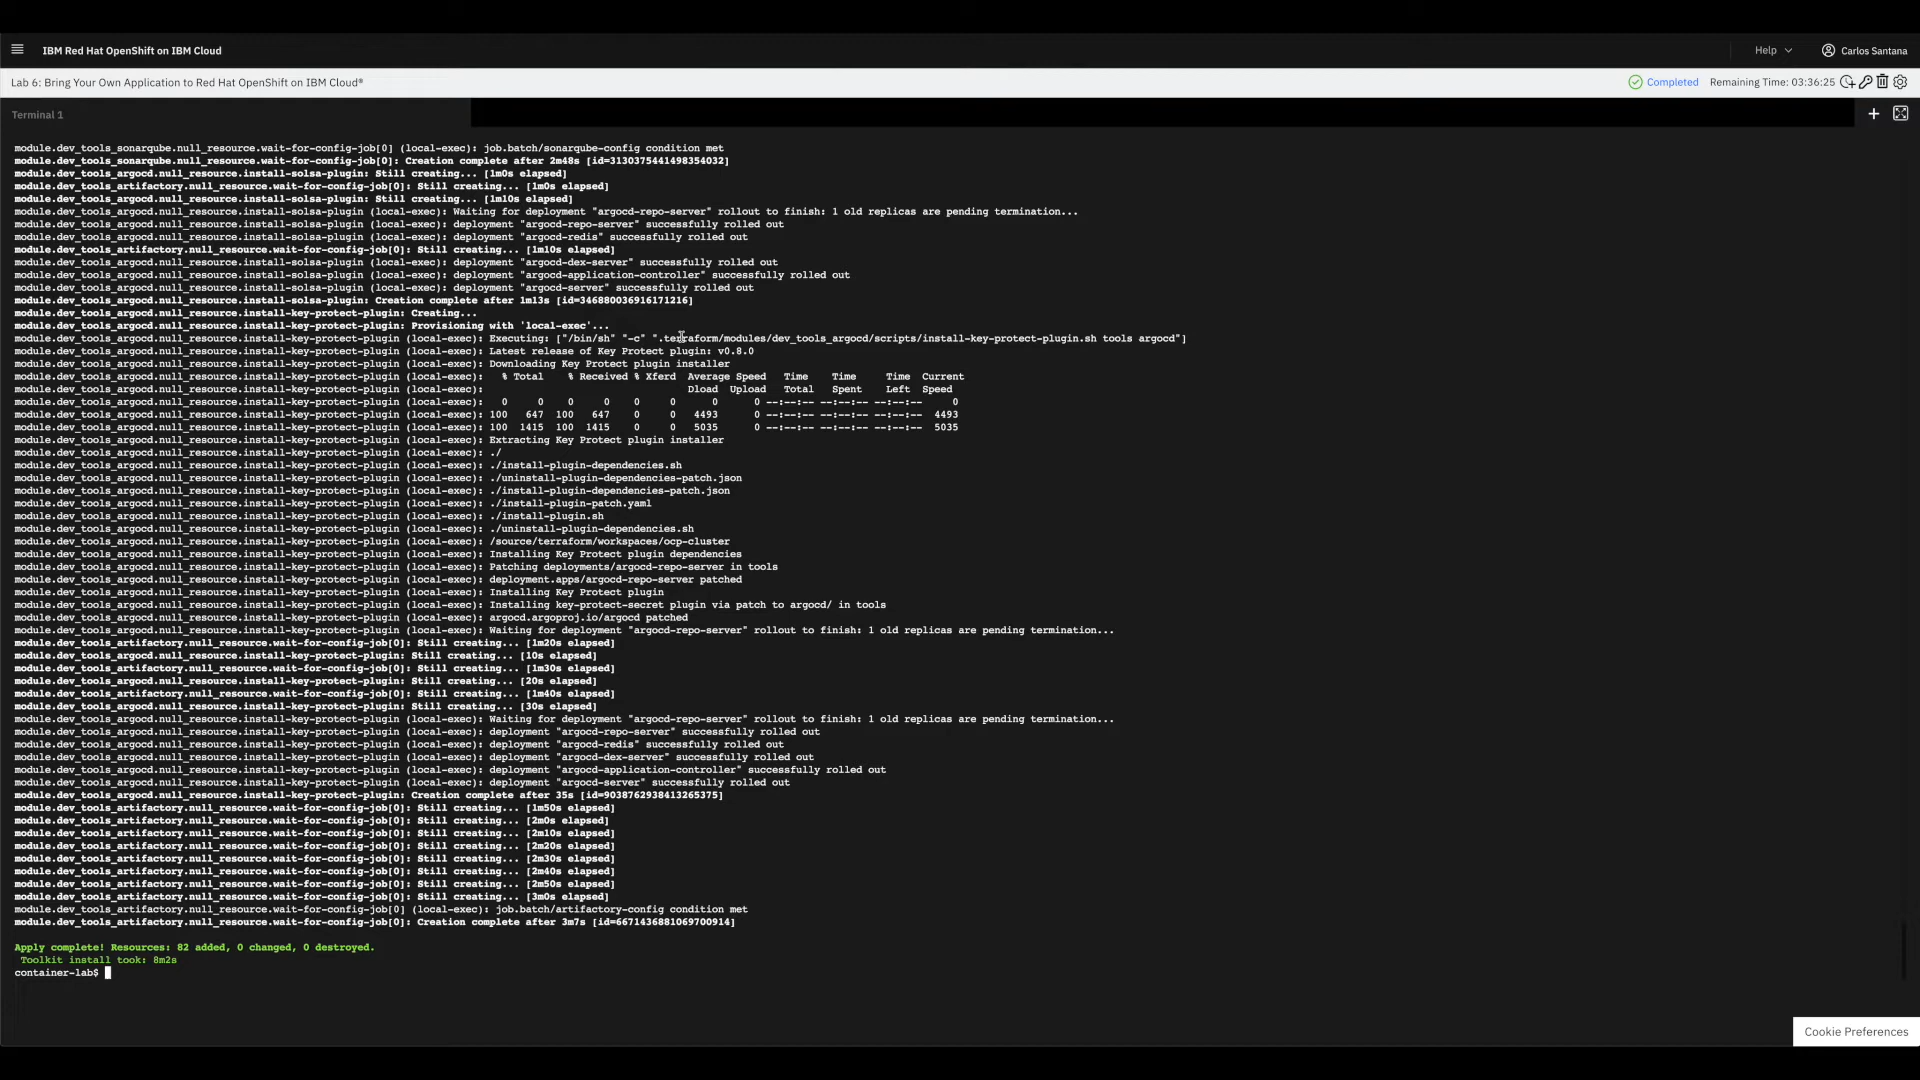 IBM Red Hat OpenShift on IBM Cloud
Help
Carlos Santana
Lab 6: Bring Your Own Application to Red Hat OpenShift on IBM Cloud®
Completed
Remaining Time: 03:36:25
Terminal 1
module.dev_tools_sonarqube.null_resource.wait-for-config-job[0] (local-exec): job.batch/sonarqube-config condition met
module.dev_tools_sonarqube.null_resource.wait-for-config-job[0]: Creation complete after 2m48s [id=3130375441498354032]
module.dev_tools_argocd.null_resource.install-solsa-plugin: Still creating... [1m0s elapsed]
module.dev_tools_artifactory.null_resource.wait-for-config-job[0]: Still creating... [1m0s elapsed]
module.dev_tools_argocd.null_resource.install-solsa-plugin: Still creating... [1m10s elapsed]
module.dev_tools_argocd.null_resource.install-solsa-plugin (local-exec): Waiting for deployment "argocd-repo-server" rollout to finish: 1 old replicas are pending termination...
module.dev_tools_argocd.null_resource.install-solsa-plugin (local-exec): deployment "argocd-repo-server" successfully rolled out
module.dev_tools_argocd.null_resource.install-solsa-plugin (local-exec): deployment "argocd-redis" successfully rolled out
module.dev_tools_artifactory.null_resource.wait-for-config-job[0]: Still creating... [1m10s elapsed]
module.dev_tools_argocd.null_resource.install-solsa-plugin (local-exec): deployment "argocd-dex-server" successfully rolled out
module.dev_tools_argocd.null_resource.install-solsa-plugin (local-exec): deployment "argocd-application-controller" successfully rolled out
module.dev_tools_argocd.null_resource.install-solsa-plugin (local-exec): deployment "argocd-server" successfully rolled out
module.dev_tools_argocd.null_resource.install-solsa-plugin: Creation complete after 1m13s [id=346880036916171216]
module.dev_tools_argocd.null_resource.install-key-protect-plugin: Creating...
module.dev_tools_argocd.null_resource.install-key-protect-plugin: Provisioning with 'local-exec'...
module.dev_tools_argocd.null_resource.install-key-protect-plugin (local-exec): Executing: ["/bin/sh" "-c" ".terraform/modules/dev_tools_argocd/scripts/install-key-protect-plugin.sh tools argocd"]
module.dev_tools_argocd.null_resource.install-key-protect-plugin (local-exec): Latest release of Key Protect plugin: v0.8.0
module.dev_tools_argocd.null_resource.install-key-protect-plugin (local-exec): Downloading Key Protect plugin installer
module.dev_tools_argocd.null_resource.install-key-protect-plugin (local-exec):   % Total    % Received % Xferd  Average Speed   Time    Time     Time  Current
module.dev_tools_argocd.null_resource.install-key-protect-plugin (local-exec):                                  Dload  Upload   Total   Spent    Left  Speed
module.dev_tools_argocd.null_resource.install-key-protect-plugin (local-exec):   0     0    0     0    0     0      0      0 --:--:-- --:--:-- --:--:--     0
module.dev_tools_argocd.null_resource.install-key-protect-plugin (local-exec): 100   647  100   647    0     0   4493      0 --:--:-- --:--:-- --:--:--  4493
module.dev_tools_argocd.null_resource.install-key-protect-plugin (local-exec): 100  1415  100  1415    0     0   5035      0 --:--:-- --:--:-- --:--:--  5035
module.dev_tools_argocd.null_resource.install-key-protect-plugin (local-exec): Extracting Key Protect plugin installer
module.dev_tools_argocd.null_resource.install-key-protect-plugin (local-exec): ./
module.dev_tools_argocd.null_resource.install-key-protect-plugin (local-exec): ./install-plugin-dependencies.sh
module.dev_tools_argocd.null_resource.install-key-protect-plugin (local-exec): ./uninstall-plugin-dependencies-patch.json
module.dev_tools_argocd.null_resource.install-key-protect-plugin (local-exec): ./install-plugin-dependencies-patch.json
module.dev_tools_argocd.null_resource.install-key-protect-plugin (local-exec): ./install-plugin-patch.yaml
module.dev_tools_argocd.null_resource.install-key-protect-plugin (local-exec): ./install-plugin.sh
module.dev_tools_argocd.null_resource.install-key-protect-plugin (local-exec): ./uninstall-plugin-dependencies.sh
module.dev_tools_argocd.null_resource.install-key-protect-plugin (local-exec): /source/terraform/workspaces/ocp-cluster
module.dev_tools_argocd.null_resource.install-key-protect-plugin (local-exec): Installing Key Protect plugin dependencies
module.dev_tools_argocd.null_resource.install-key-protect-plugin (local-exec): Patching deployments/argocd-repo-server in tools
module.dev_tools_argocd.null_resource.install-key-protect-plugin (local-exec): deployment.apps/argocd-repo-server patched
module.dev_tools_argocd.null_resource.install-key-protect-plugin (local-exec): Installing Key Protect plugin
module.dev_tools_argocd.null_resource.install-key-protect-plugin (local-exec): Installing key-protect-secret plugin via patch to argocd/ in tools
module.dev_tools_argocd.null_resource.install-key-protect-plugin (local-exec): argocd.argoproj.io/argocd patched
module.dev_tools_argocd.null_resource.install-key-protect-plugin (local-exec): Waiting for deployment "argocd-repo-server" rollout to finish: 1 old replicas are pending termination...
module.dev_tools_artifactory.null_resource.wait-for-config-job[0]: Still creating... [1m20s elapsed]
module.dev_tools_argocd.null_resource.install-key-protect-plugin: Still creating... [10s elapsed]
module.dev_tools_artifactory.null_resource.wait-for-config-job[0]: Still creating... [1m30s elapsed]
module.dev_tools_argocd.null_resource.install-key-protect-plugin: Still creating... [20s elapsed]
module.dev_tools_artifactory.null_resource.wait-for-config-job[0]: Still creating... [1m40s elapsed]
module.dev_tools_argocd.null_resource.install-key-protect-plugin: Still creating... [30s elapsed]
module.dev_tools_argocd.null_resource.install-key-protect-plugin (local-exec): Waiting for deployment "argocd-repo-server" rollout to finish: 1 old replicas are pending termination...
module.dev_tools_argocd.null_resource.install-key-protect-plugin (local-exec): deployment "argocd-repo-server" successfully rolled out
module.dev_tools_argocd.null_resource.install-key-protect-plugin (local-exec): deployment "argocd-redis" successfully rolled out
module.dev_tools_argocd.null_resource.install-key-protect-plugin (local-exec): deployment "argocd-dex-server" successfully rolled out
module.dev_tools_argocd.null_resource.install-key-protect-plugin (local-exec): deployment "argocd-application-controller" successfully rolled out
module.dev_tools_argocd.null_resource.install-key-protect-plugin (local-exec): deployment "argocd-server" successfully rolled out
module.dev_tools_argocd.null_resource.install-key-protect-plugin: Creation complete after 35s [id=9038762938413265375]
module.dev_tools_artifactory.null_resource.wait-for-config-job[0]: Still creating... [1m50s elapsed]
module.dev_tools_artifactory.null_resource.wait-for-config-job[0]: Still creating... [2m0s elapsed]
module.dev_tools_artifactory.null_resource.wait-for-config-job[0]: Still creating... [2m10s elapsed]
module.dev_tools_artifactory.null_resource.wait-for-config-job[0]: Still creating... [2m20s elapsed]
module.dev_tools_artifactory.null_resource.wait-for-config-job[0]: Still creating... [2m30s elapsed]
module.dev_tools_artifactory.null_resource.wait-for-config-job[0]: Still creating... [2m40s elapsed]
module.dev_tools_artifactory.null_resource.wait-for-config-job[0]: Still creating... [2m50s elapsed]
module.dev_tools_artifactory.null_resource.wait-for-config-job[0]: Still creating... [3m0s elapsed]
module.dev_tools_artifactory.null_resource.wait-for-config-job[0] (local-exec): job.batch/artifactory-config condition met
module.dev_tools_artifactory.null_resource.wait-for-config-job[0]: Creation complete after 3m7s [id=6671436881069700914]
Apply complete! Resources: 82 added, 0 changed, 0 destroyed.
Toolkit install took: 8m2s
container-lab$
Cookie Preferences